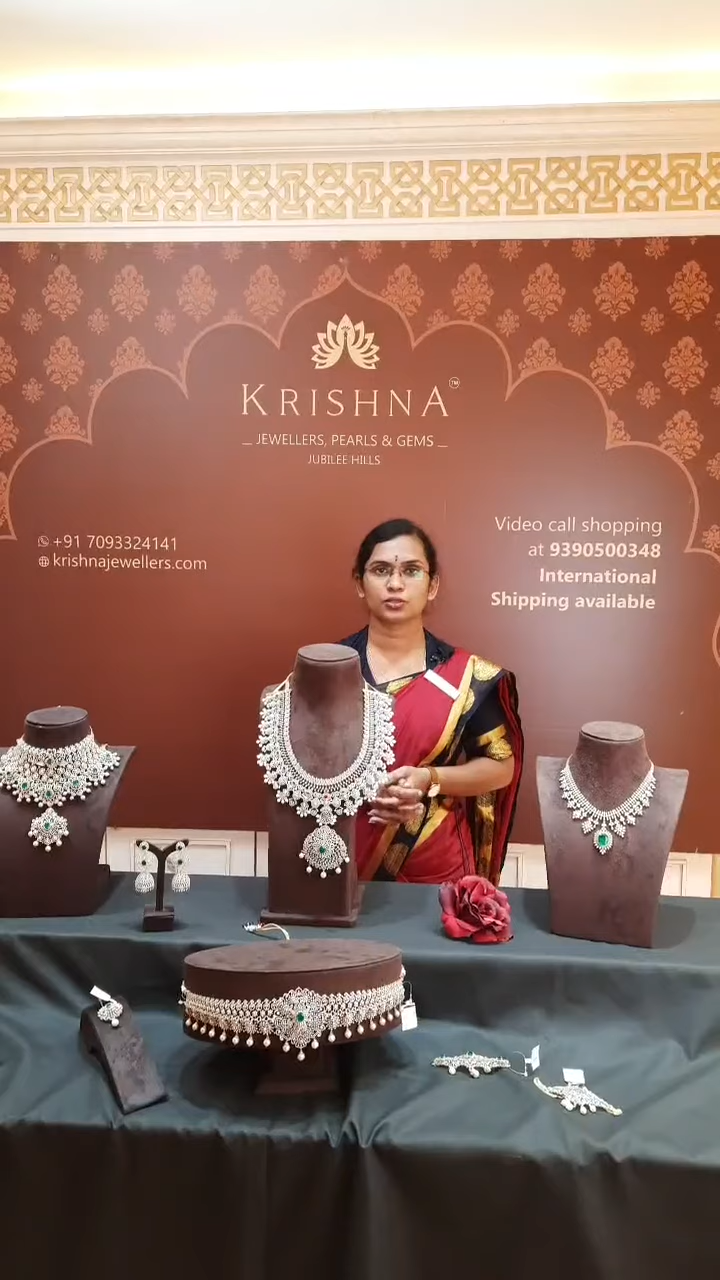 KRISHNA™
JEWELLERS, PEARLS & GEMS
JUBILEE HILLS
+91 7093324141
krishnajewellers.com
Video call shopping
at 9390500348
International
Shipping available